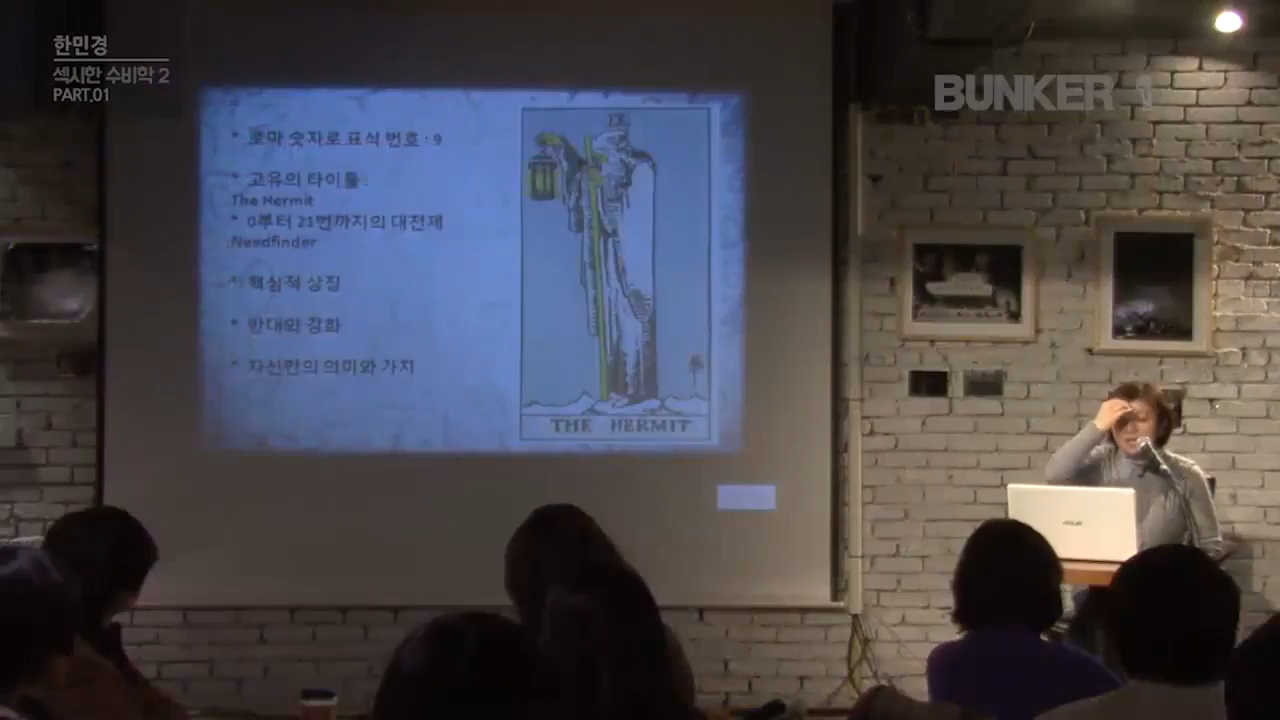 한민경
섹시한 수비학 2
PART.01
BUNKER 1
* 로마 숫자로 표식 번호 : 9
* 고유의 타이틀 :
The Hermit
* 0부터 21번까지의 대전제
:Needfinder
* 핵심적 상징
* 반대와 강화
* 자신만의 의미와 가치
IX
THE HERMIT
ASUS